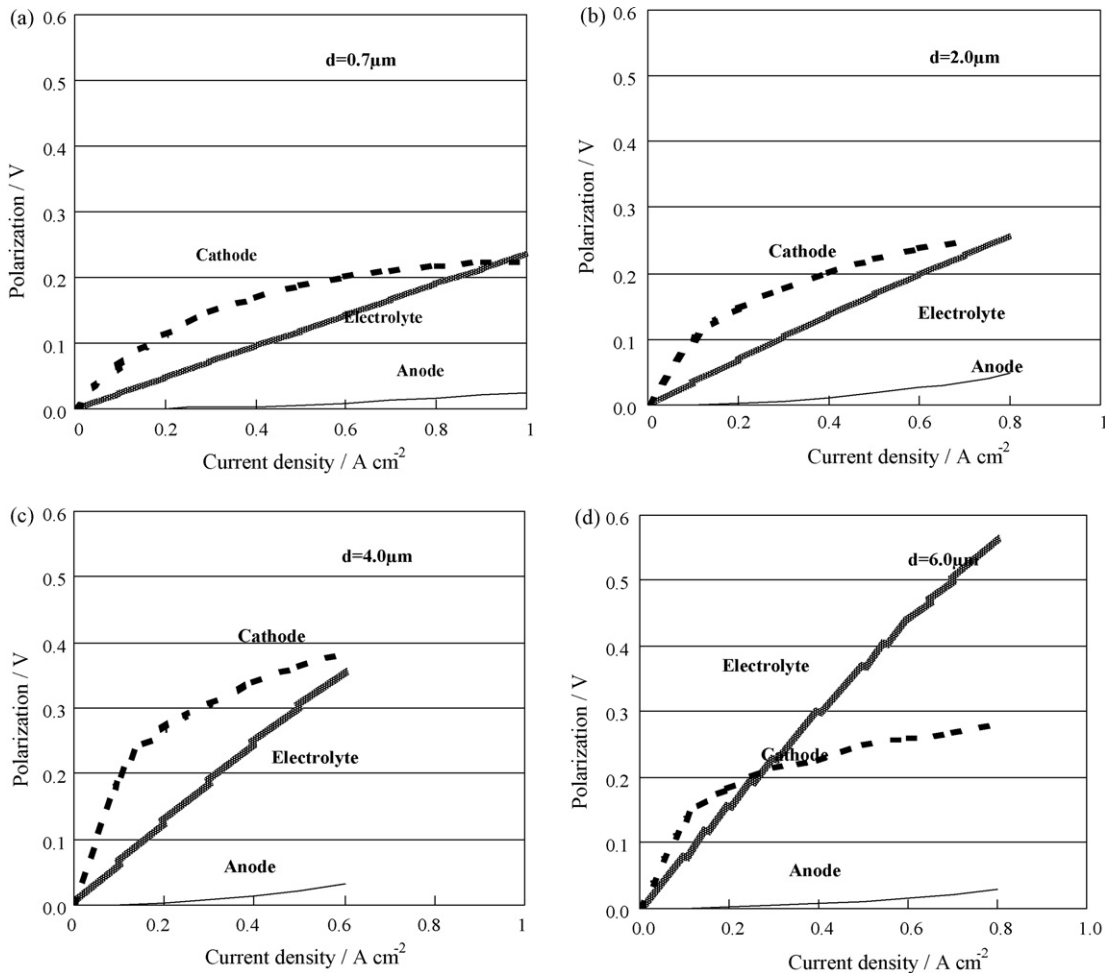 (a)
d=0.7μm
Polarization / V
0.6
0.5
0.4
0.3
0.2
0.1
0.0
Cathode
Electrolyte
Anode
0 0.2 0.4 0.6 0.8 1
Current density / A cm⁻²
(b)
d=2.0μm
Polarization / V
0.6
0.5
0.4
0.3
0.2
0.1
0.0
Cathode
Electrolyte
Anode
0 0.2 0.4 0.6 0.8 1
Current density / A cm⁻²
(c)
d=4.0μm
Polarization / V
0.6
0.5
0.4
0.3
0.2
0.1
0.0
Cathode
Electrolyte
Anode
0 0.2 0.4 0.6 0.8 1
Current density / A cm⁻²
(d)
d=6.0μm
Polarization / V
0.6
0.5
0.4
0.3
0.2
0.1
0.0
Electrolyte
Cathode
Anode
0.0 0.2 0.4 0.6 0.8 1.0
Current density / A cm⁻²